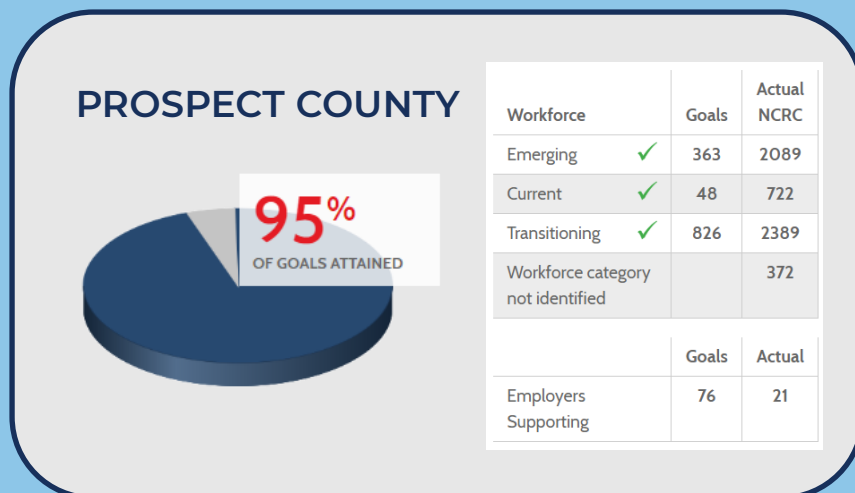 PROSPECT COUNTY
95%
OF GOALS ATTAINED
Workforce Goals Actual NCRC
Emerging ✓ 363 2089
Current ✓ 48 722
Transitioning ✓ 826 2389
Workforce category not identified 372
Goals Actual
Employers Supporting 76 21